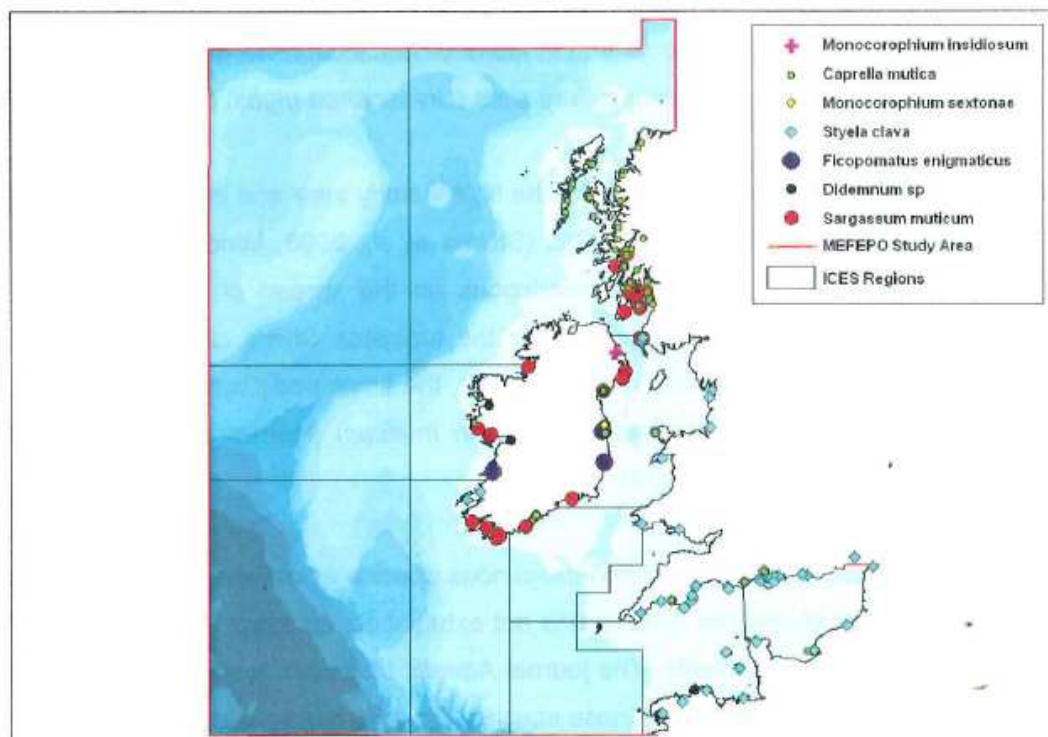 Monocorophium insidiosum
Caprella mutica
Monocorophium sextonae
Styela clava
Ficopomatus enigmaticus
Didemnum sp
Sargassum muticum
MEFEPO Study Area
ICES Regions